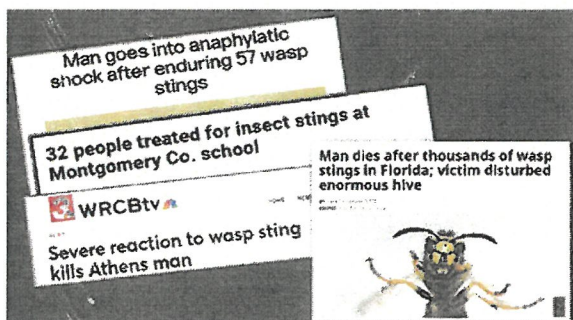 Man goes into anaphylatic
shock after enduring 57 wasp
stings
32 people treated for insect stings at
Montgomery Co. school
3 WRCBtv
HOME
Severe reaction to wasp sting
kills Athens man
Man dies after thousands of wasp
stings in Florida; victim disturbed
enormous hive